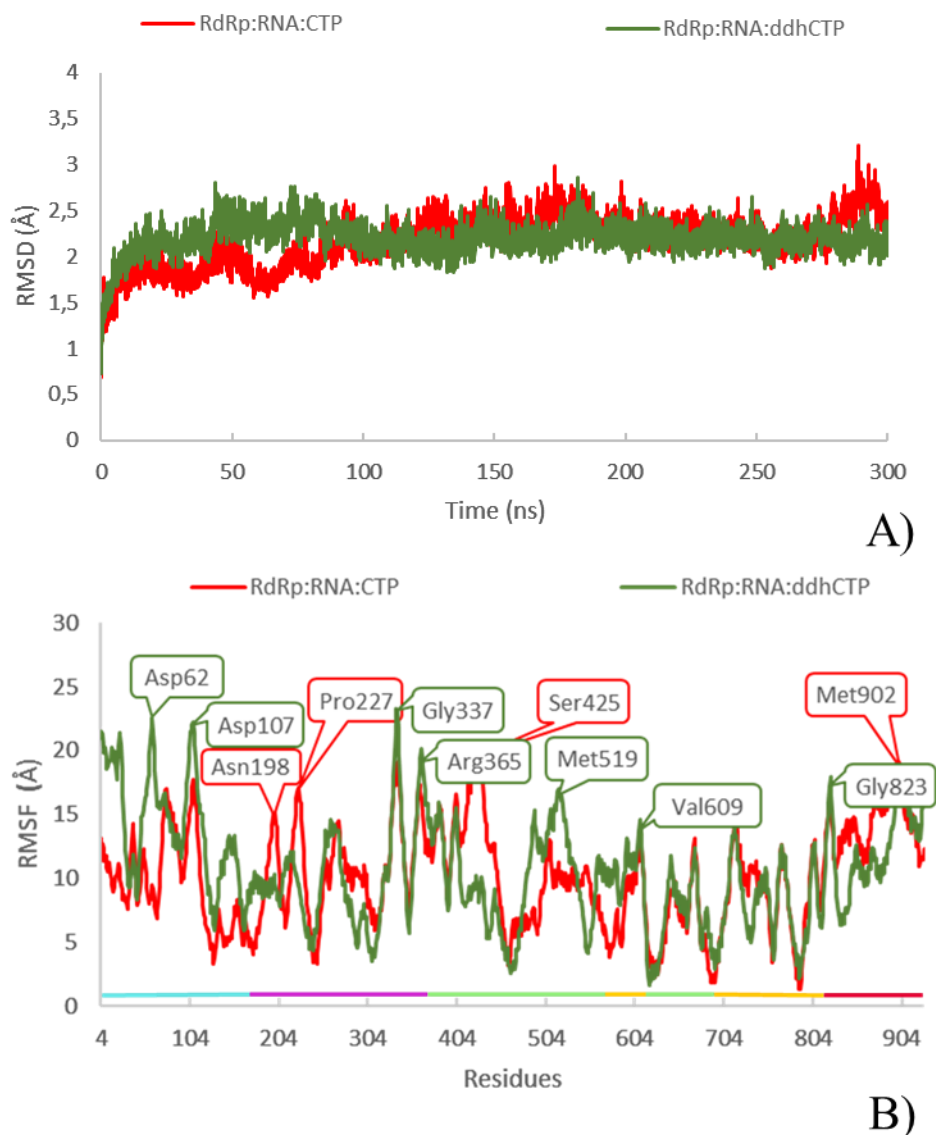 RdRp:RNA:CTP RdRp:RNA:ddhCTP
4
3,5
3
2,5
2
1,5
1
0,5
0
RMSD (Å)
0 50 100 150 200 250 300
Time (ns)
A)
RdRp:RNA:CTP RdRp:RNA:ddhCTP
30
25
20
15
10
5
0
RMSF (Å)
Asp62
Pro227
Ser425
Met902
Asp107
Gly337
Asn198
Arg365
Met519
Gly823
Val609
4 104 204 304 404 504 604 704 804 904
Residues
B)